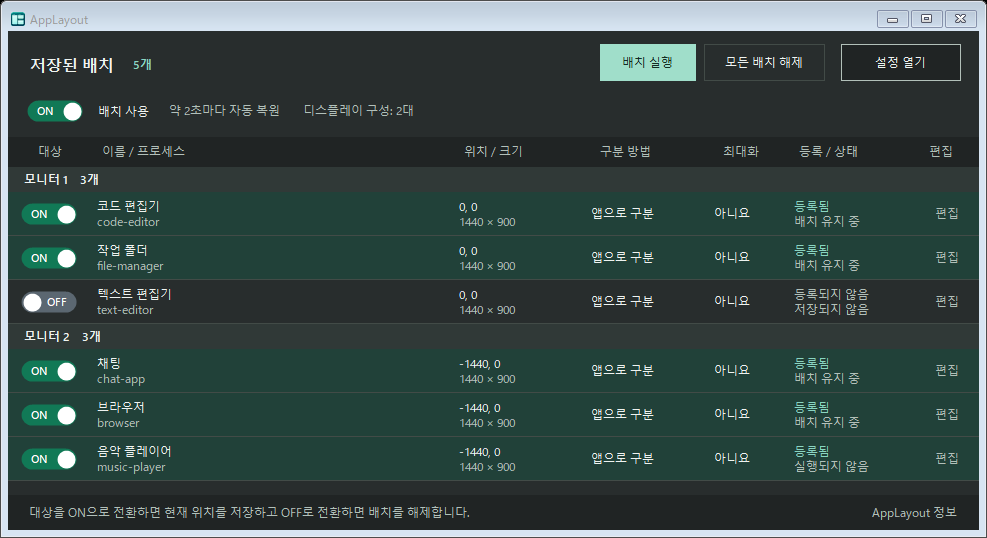 AppLayout
저장된 배치 5개 배치 실행 모든 배치 해제 설정 열기
ON 배치 사용 약 2초마다 자동 복원 디스플레이 구성: 2대
대상 이름 / 프로세스 위치 / 크기 구분 방법 최대화 등록 / 상태 편집
모니터 1 3개
ON 코드 편집기 0, 0 앱으로 구분 아니요 등록됨 편집
code-editor 1440 × 900 배치 유지 중
ON 작업 폴더 0, 0 앱으로 구분 아니요 등록됨 편집
file-manager 1440 × 900 배치 유지 중
OFF 텍스트 편집기 0, 0 앱으로 구분 아니요 등록되지 않음 편집
text-editor 1440 × 900 저장되지 않음
모니터 2 3개
ON 채팅 -1440, 0 앱으로 구분 아니요 등록됨 편집
chat-app 1440 × 900 배치 유지 중
ON 브라우저 -1440, 0 앱으로 구분 아니요 등록됨 편집
browser 1440 × 900 배치 유지 중
ON 음악 플레이어 -1440, 0 앱으로 구분 아니요 등록됨 편집
music-player 1440 × 900 실행되지 않음
대상을 ON으로 전환하면 현재 위치를 저장하고 OFF로 전환하면 배치를 해제합니다. AppLayout 정보